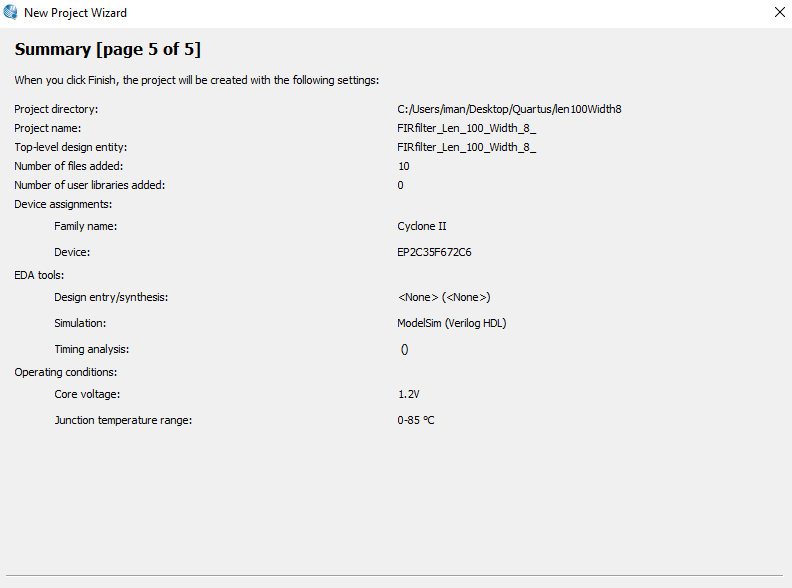 New Project Wizard
Summary [page 5 of 5]
When you click Finish, the project will be created with the following settings:
Project directory: C:/Users/iman/Desktop/Quartus/len100Width8
Project name: FIRfilter_Len_100_Width_8_
Top-level design entity: FIRfilter_Len_100_Width_8_
Number of files added: 10
Number of user libraries added: 0
Device assignments:
Family name: Cyclone II
Device: EP2C35F672C6
EDA tools:
Design entry/synthesis: <None> (<None>)
Simulation: ModelSim (Verilog HDL)
Timing analysis: ()
Operating conditions:
Core voltage: 1.2V
Junction temperature range: 0-85 °C